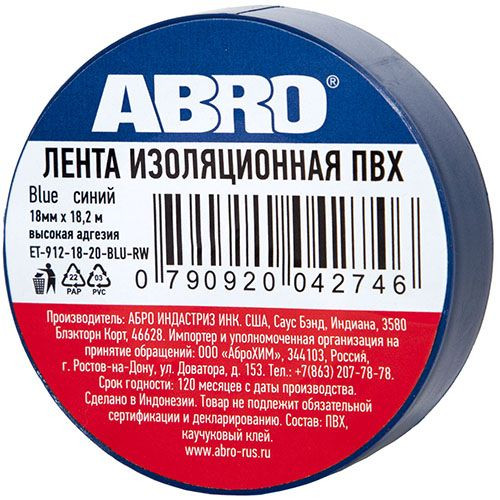 ABRO®
ЛЕНТА ИЗОЛЯЦИОННАЯ ПВХ
Blue синий
18мм x 18,2 м
высокая адгезия
ET-912-18-20-BLU-RW
22
PAP
03
PVC
0 790920 042746
Производитель: АБРО ИНДАСТРИЗ ИНК. США, Саус Бэнд, Индиана, 3580
Блэкторн Корт, 46628. Импортер и уполномоченная организация на
принятие обращений: ООО «АброХИМ», 344103, Россия,
г. Ростов-на-Дону, ул. Доватора, д. 153. Тел.:+7(863) 207-78-78.
Срок годности: 120 месяцев с даты производства.
Сделано в Индонезии. Товар не подлежит обязательной
сертификации и декларированию. Состав: ПВХ,
каучуковый клей.
www.abro-rus.ru